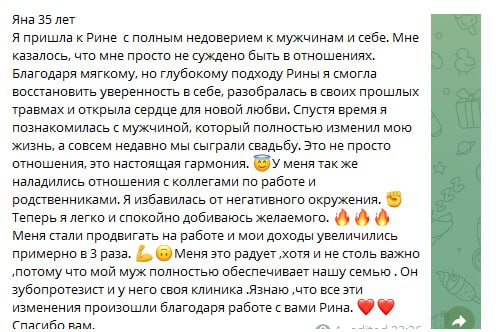 Яна 35 лет
Я пришла к Рине с полным недоверием к мужчинам и себе. Мне
казалось, что мне просто не суждено быть в отношениях.
Благодаря мягкому, но глубокому подходу Рины я смогла
восстановить уверенность в себе, разобралась в своих прошлых
травмах и открыла сердце для новой любви. Спустя время я
познакомилась с мужчиной, который полностью изменил мою
жизнь, а совсем недавно мы сыграли свадьбу. Это не просто
отношения, это настоящая гармония. 😇У меня так же
наладились отношения с коллегами по работе и
родственниками. Я избавилась от негативного окружения. ✊
Теперь я легко и спокойно добиваюсь желаемого. 🔥🔥🔥
Меня стали продвигать на работе и мои доходы увеличились
примерно в 3 раза. 💪🙃Меня это радует ,хотя и не столь важно
,потому что мой муж полностью обеспечивает нашу семью . Он
зубопротезист и у него своя клиника .Язнаю ,что все эти
изменения произошли благодаря работе с вами Рина. ❤️❤️
Спасибо вам.
edited